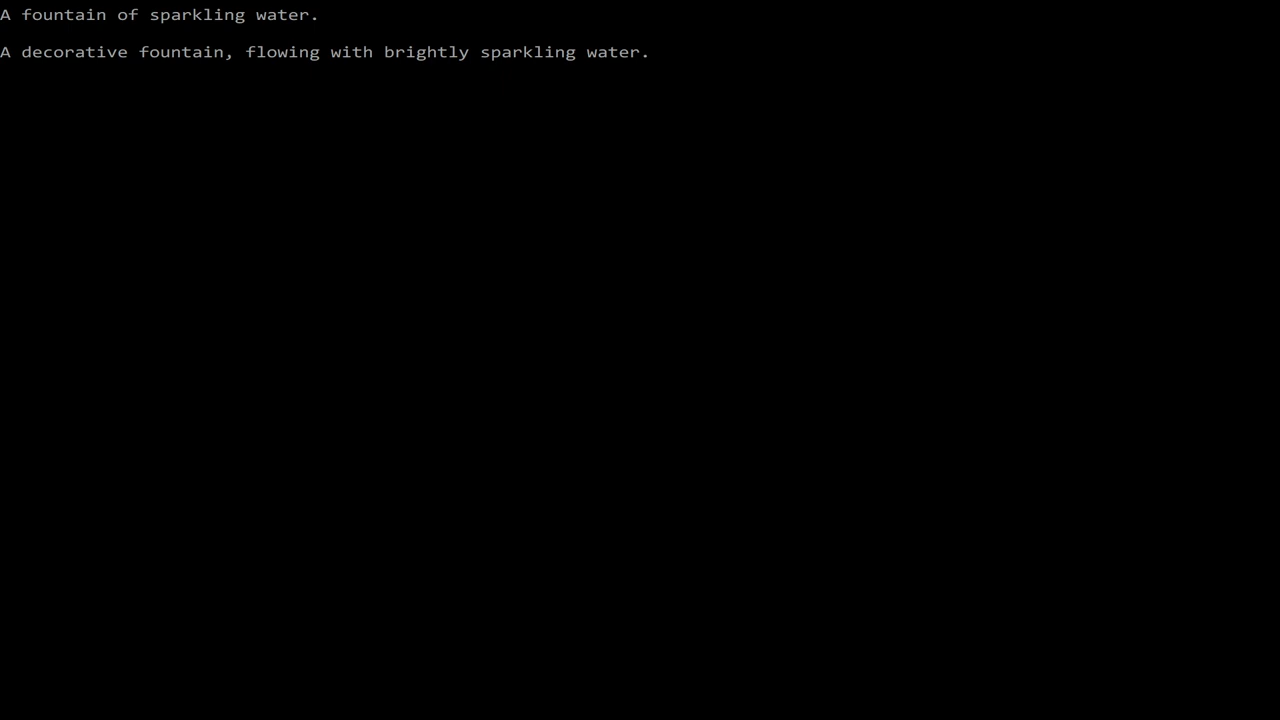 A fountain of sparkling water.
A decorative fountain, flowing with brightly sparkling water.